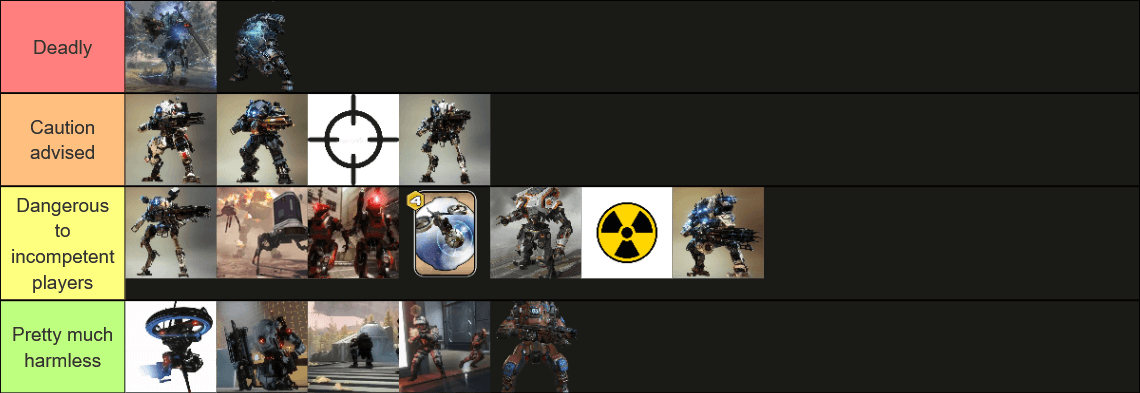 Deadly
Caution
advised
Dangerous
to
incompetent
players
4
Pretty much
harmless